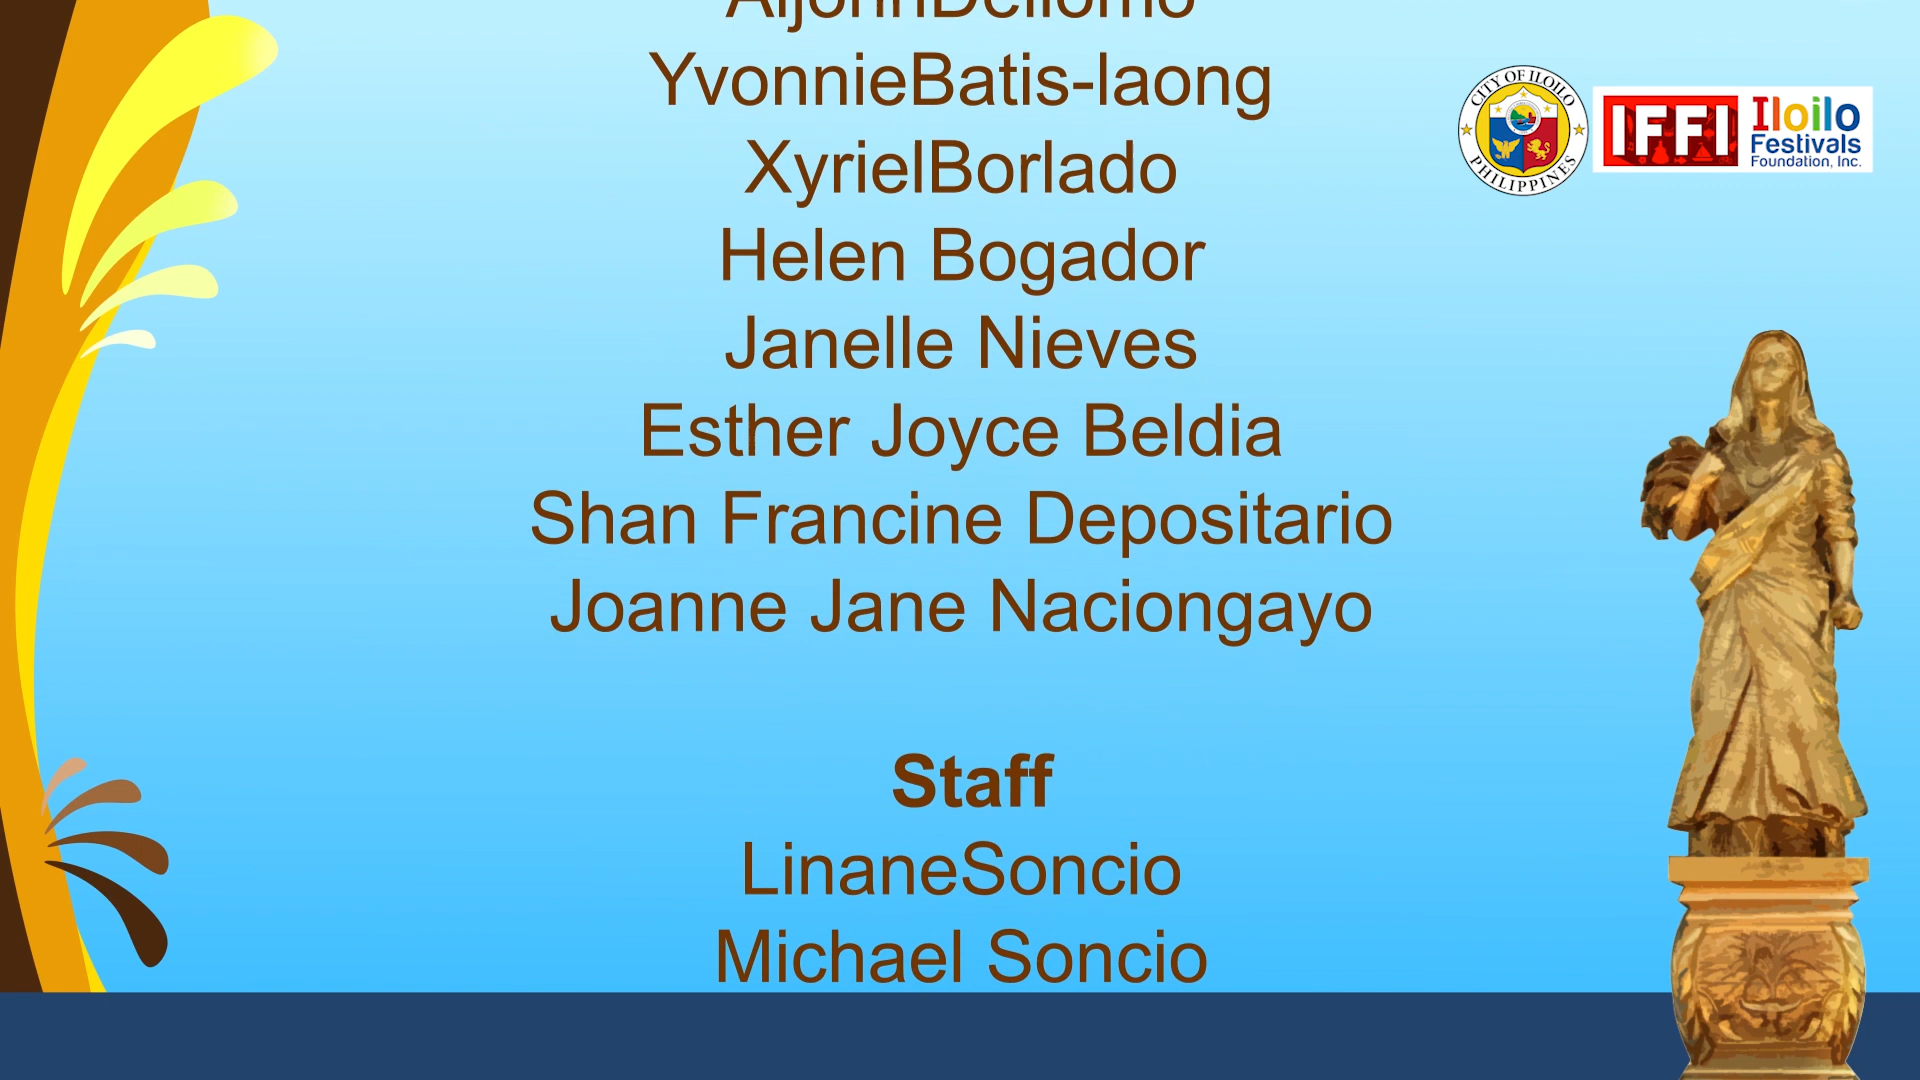 YvonnieBatis-laong
XyrielBorlado
Helen Bogador
Janelle Nieves
Esther Joyce Beldia
Shan Francine Depositario
Joanne Jane Naciongayo
Staff
LinaneSoncio
Michael Soncio
CITY OF ILOILO
PHILIPPINES
IFFI
Iloilo
Festivals
Foundation, Inc.